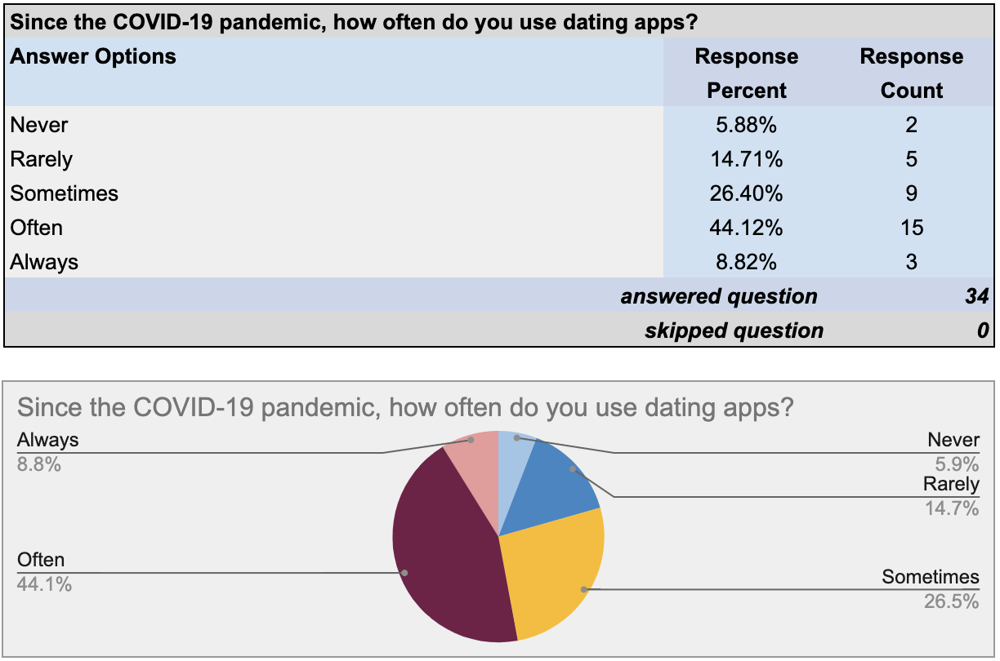 Since the COVID-19 pandemic, how often do you use dating apps?
Answer Options Response Percent Response Count
Never 5.88% 2
Rarely 14.71% 5
Sometimes 26.40% 9
Often 44.12% 15
Always 8.82% 3
answered question 34
skipped question 0
Since the COVID-19 pandemic, how often do you use dating apps?
Always
8.8%
Never
5.9%
Rarely
14.7%
Often
44.1%
Sometimes
26.5%